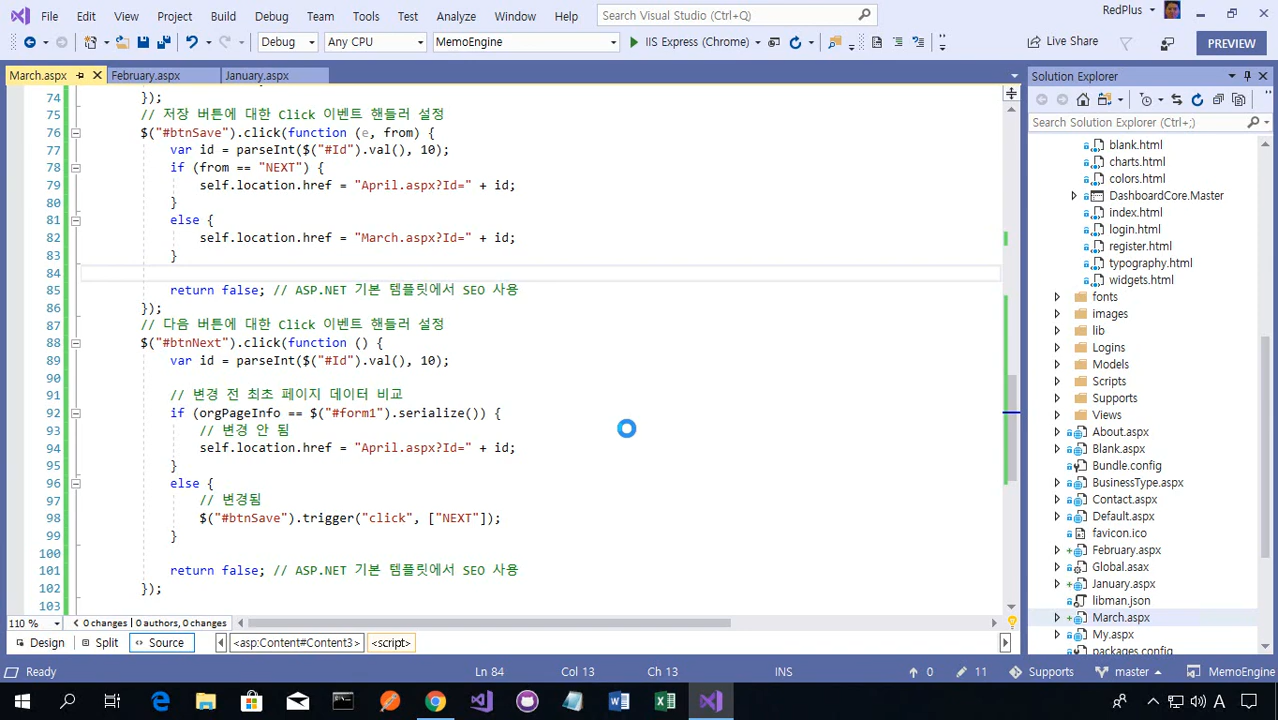 File Edit View Project Build Debug Team Tools Test Analyze Window Help Search Visual Studio (Ctrl+Q) RedPlus
Debug Any CPU MemoEngine IIS Express (Chrome) Live Share PREVIEW
March.aspx February.aspx January.aspx
74 });
75 // 저장 버튼에 대한 Click 이벤트 핸들러 설정
76 $("#btnSave").click(function (e, from) {
77 var id = parseInt($("#Id").val(), 10);
78 if (from == "NEXT") {
79 self.location.href = "April.aspx?Id=" + id;
80 }
81 else {
82 self.location.href = "March.aspx?Id=" + id;
83 }
84
85 return false; // ASP.NET 기본 템플릿에서 SEO 사용
86 });
87 // 다음 버튼에 대한 Click 이벤트 핸들러 설정
88 $("#btnNext").click(function () {
89 var id = parseInt($("#Id").val(), 10);
90
91 // 변경 전 최초 페이지 데이터 비교
92 if (orgPageInfo == $("#form1").serialize()) {
93 // 변경 안 됨
94 self.location.href = "April.aspx?Id=" + id;
95 }
96 else {
97 // 변경됨
98 $("#btnSave").trigger("click", ["NEXT"]);
99 }
100
101 return false; // ASP.NET 기본 템플릿에서 SEO 사용
102 });
103
110 % 0 changes | 0 authors, 0 changes
Design Split Source <asp:Content#Content3> <script>
Solution Explorer
Search Solution Explorer (Ctrl+;)
blank.html
charts.html
colors.html
DashboardCore.Master
index.html
login.html
register.html
typography.html
widgets.html
fonts
images
lib
Logins
Models
Scripts
Supports
Views
About.aspx
Blank.aspx
Bundle.config
BusinessType.aspx
Contact.aspx
Default.aspx
favicon.ico
February.aspx
Global.asax
January.aspx
libman.json
March.aspx
My.aspx
packages.config
Ready Ln 84 Col 13 Ch 13 INS 0 11 Supports master MemoEngine
A